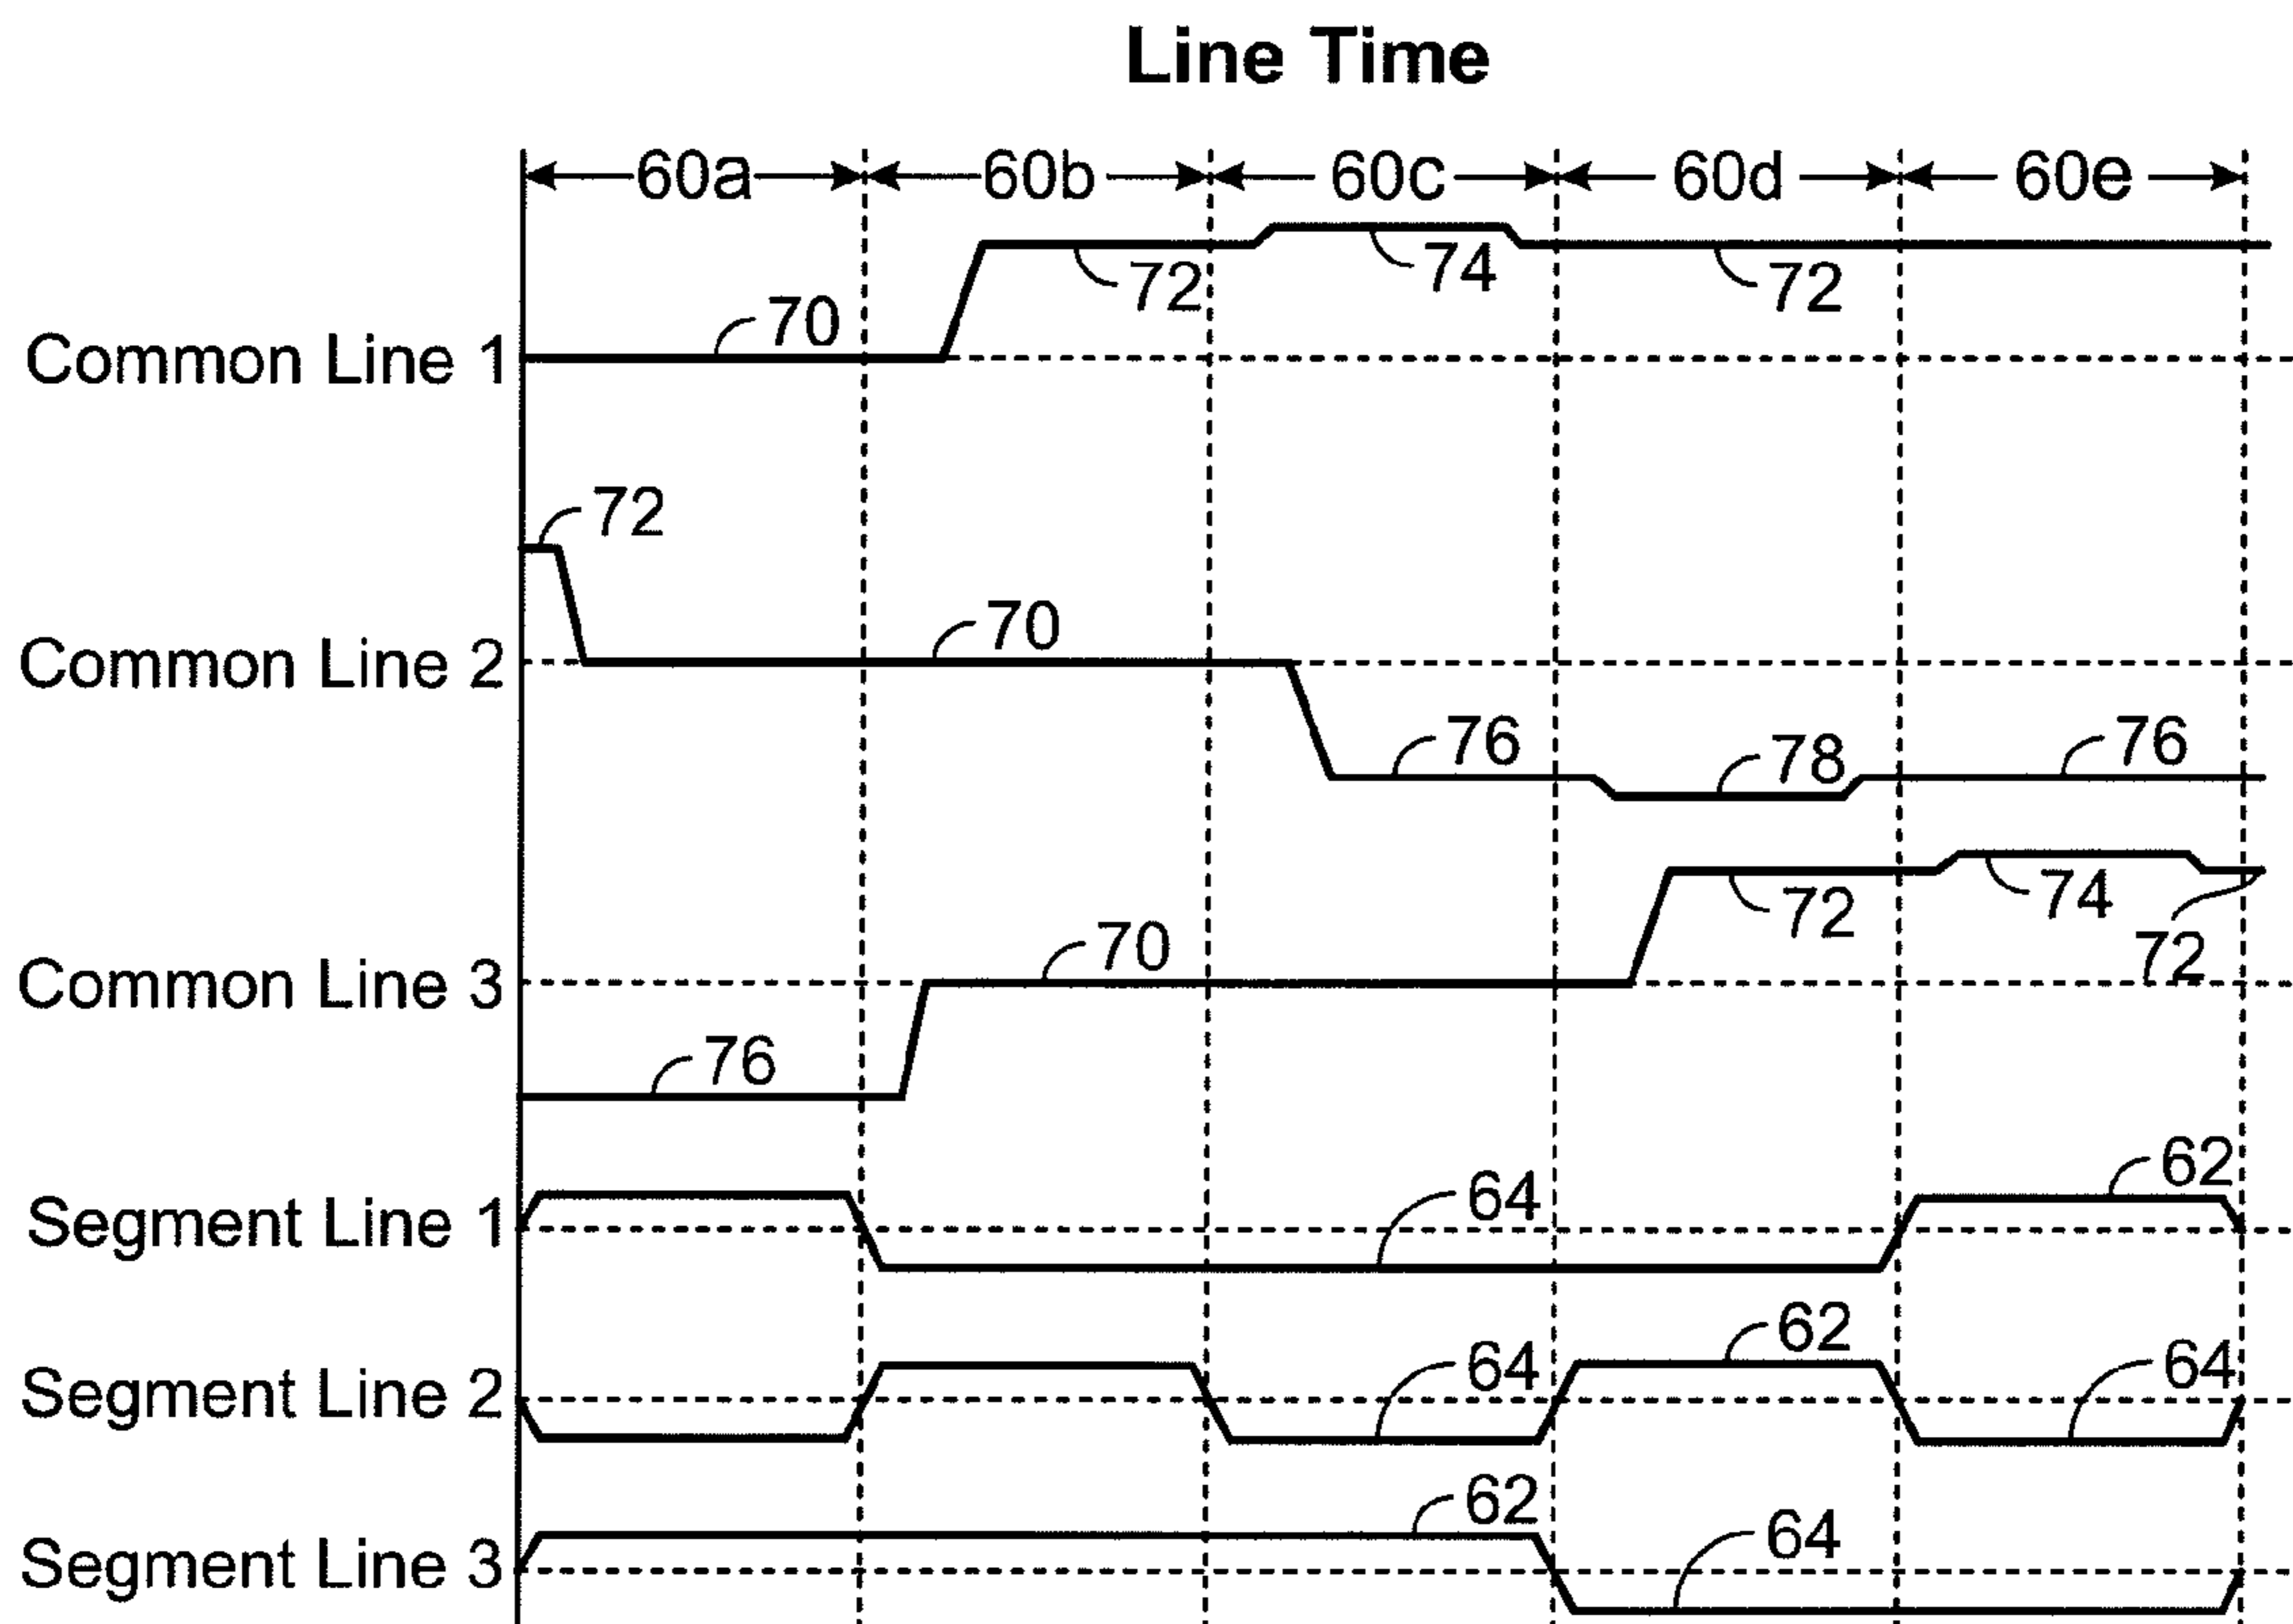 Line Time
60a 60b 60c 60d 60e
72 74 72
70
Common Line 1
72
70
Common Line 2
76 78 76
72 74 72
70
Common Line 3
76
62
64
Segment Line 1
62
64 64
Segment Line 2
62
64
Segment Line 3